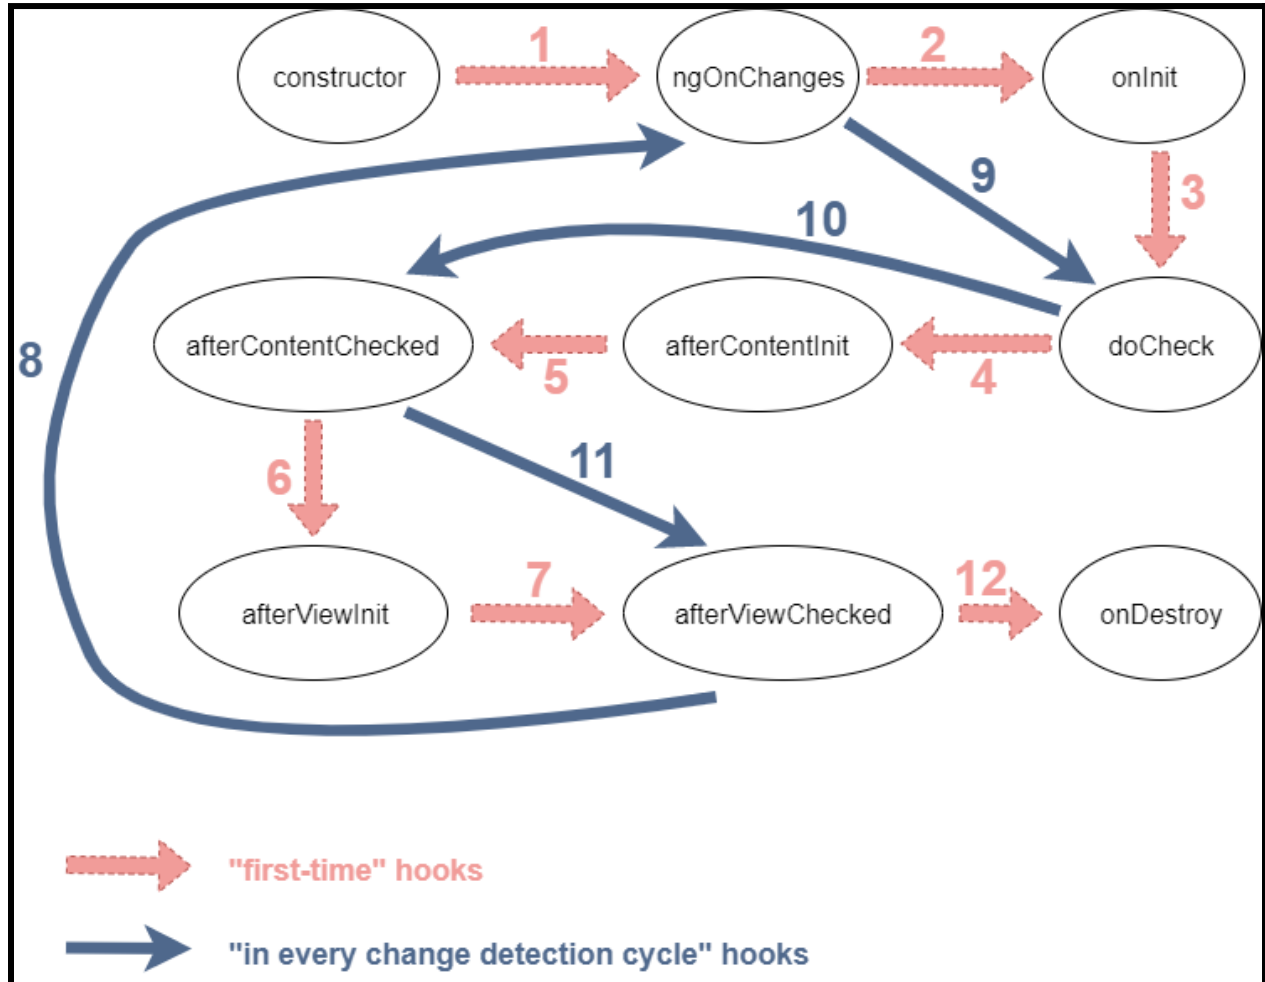 1
2
constructor
ngOnChanges
onInit
9
3
10
8
afterContentChecked
afterContentInit
doCheck
5
4
11
6
7
12
afterViewInit
afterViewChecked
onDestroy
"first-time" hooks
"in every change detection cycle" hooks